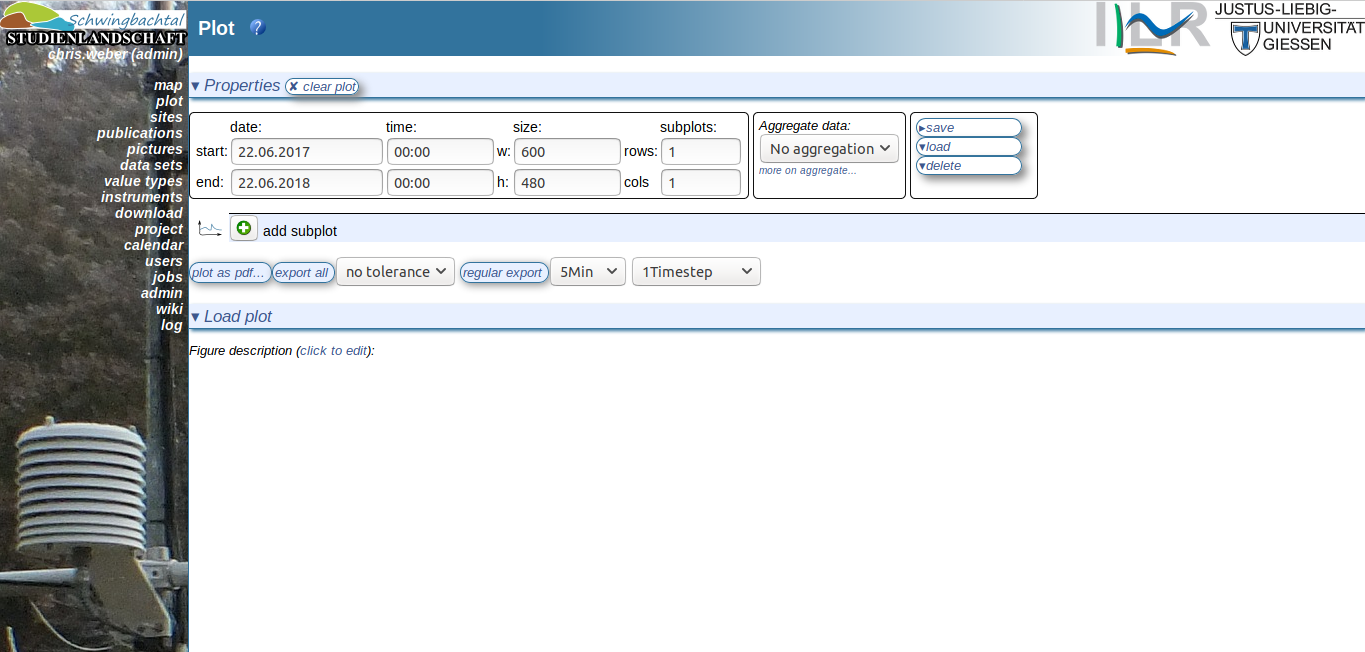 Schwingbachtal
STUDIENLANDSCHAFT
chris.weber (admin)
map
plot
sites
publications
pictures
data sets
value types
instruments
download
project
calendar
users
jobs
admin
wiki
log
Plot ?
ILR
JUSTUS-LIEBIG-
UNIVERSITÄT
GIESSEN
▾ Properties ✘ clear plot
date: time: size: subplots:
start: 22.06.2017 00:00 w: 600 rows: 1
end: 22.06.2018 00:00 h: 480 cols 1
Aggregate data:
No aggregation
more on aggregate...
▸save
▾load
▾delete
add subplot
plot as pdf... export all no tolerance regular export 5Min 1Timestep
▾ Load plot
Figure description (click to edit):